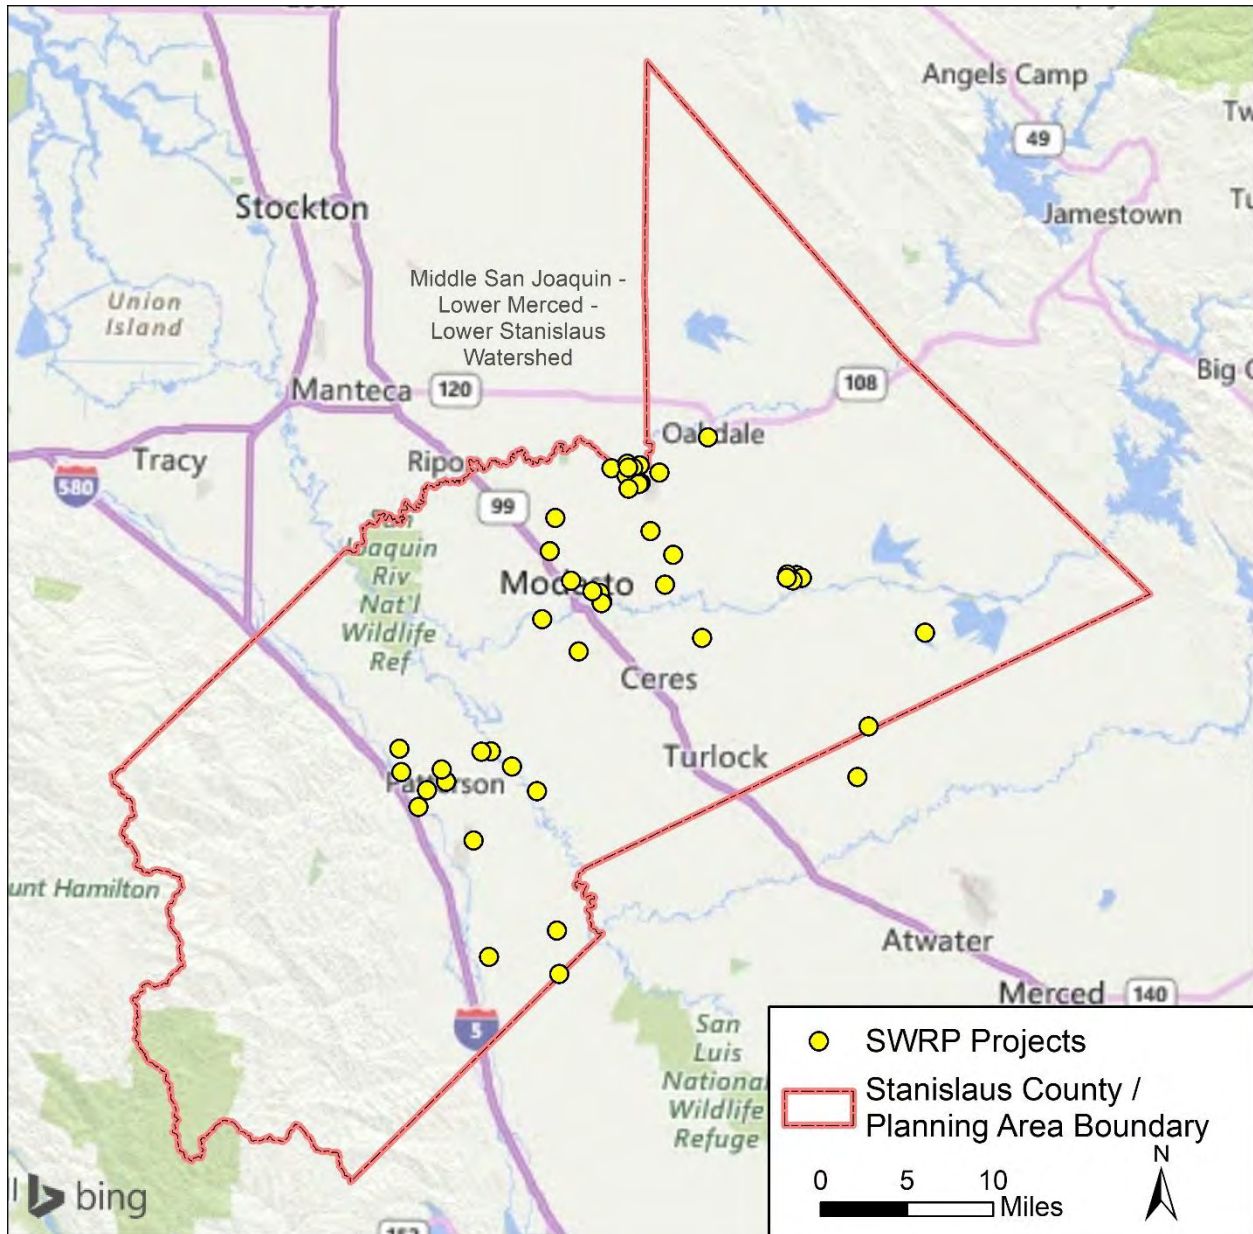 Angels Camp
Tw
49
Stockton
Jamestown
Tu
Middle San Joaquin -
Lower Merced -
Lower Stanislaus
Watershed
Union
Island
Manteca
120
108
Big
Oakdale
Tracy
Ripo
580
99
San
Joaquin
Riv
Nat'l
Wildlife
Ref
Modesto
Ceres
Turlock
Patterson
unt Hamilton
Atwater
Merced
140
5
San
Luis
National
Wildlife
Refuge
SWRP Projects
Stanislaus County /
Planning Area Boundary
N
0 5 10
Miles
bing